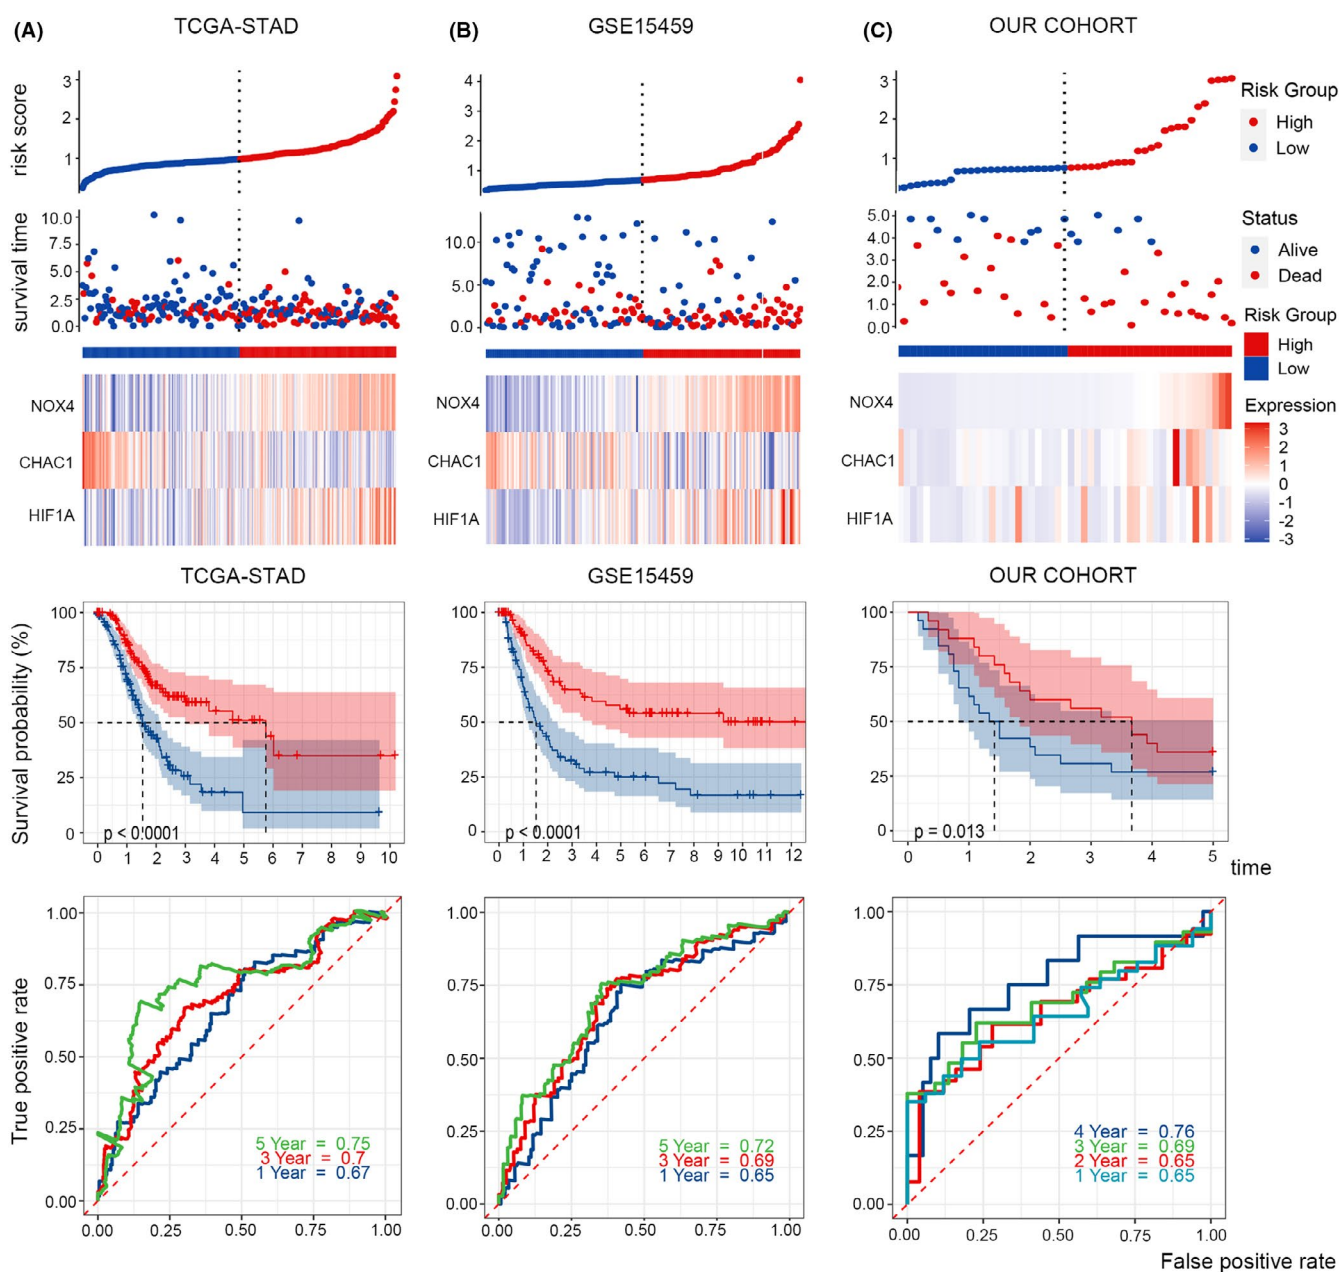 (A)
TCGA-STAD
(B)
GSE15459
(C)
OUR COHORT
risk score
3
2
1
4
3
2
1
3
2
1
Risk Group
High
Low
survival time
10.0
7.5
5.0
2.5
0.0
10.0
5.0
0.0
5.0
4.0
3.0
2.0
1.0
0.0
Status
Alive
Dead
Risk Group
High
Low
NOX4
CHAC1
HIF1A
NOX4
CHAC1
HIF1A
NOX4
CHAC1
HIF1A
Expression
3
2
1
0
-1
-2
-3
TCGA-STAD
GSE15459
OUR COHORT
Survival probability (%)
100
75
50
25
0
p < 0.0001
0 1 2 3 4 5 6 7 8 9 10
100
75
50
25
0
p < 0.0001
0 1 2 3 4 5 6 7 8 9 10 11 12
100
75
50
25
0
p = 0.013
0 1 2 3 4 5
time
True positive rate
1.00
0.75
0.50
0.25
0.00
5 Year = 0.75
3 Year = 0.7
1 Year = 0.67
0.00 0.25 0.50 0.75 1.00
1.00
0.75
0.50
0.25
0.00
5 Year = 0.72
3 Year = 0.69
1 Year = 0.65
0.00 0.25 0.50 0.75 1.00
1.00
0.75
0.50
0.25
0.00
4 Year = 0.76
3 Year = 0.69
2 Year = 0.65
1 Year = 0.65
0.00 0.25 0.50 0.75 1.00
False positive rate